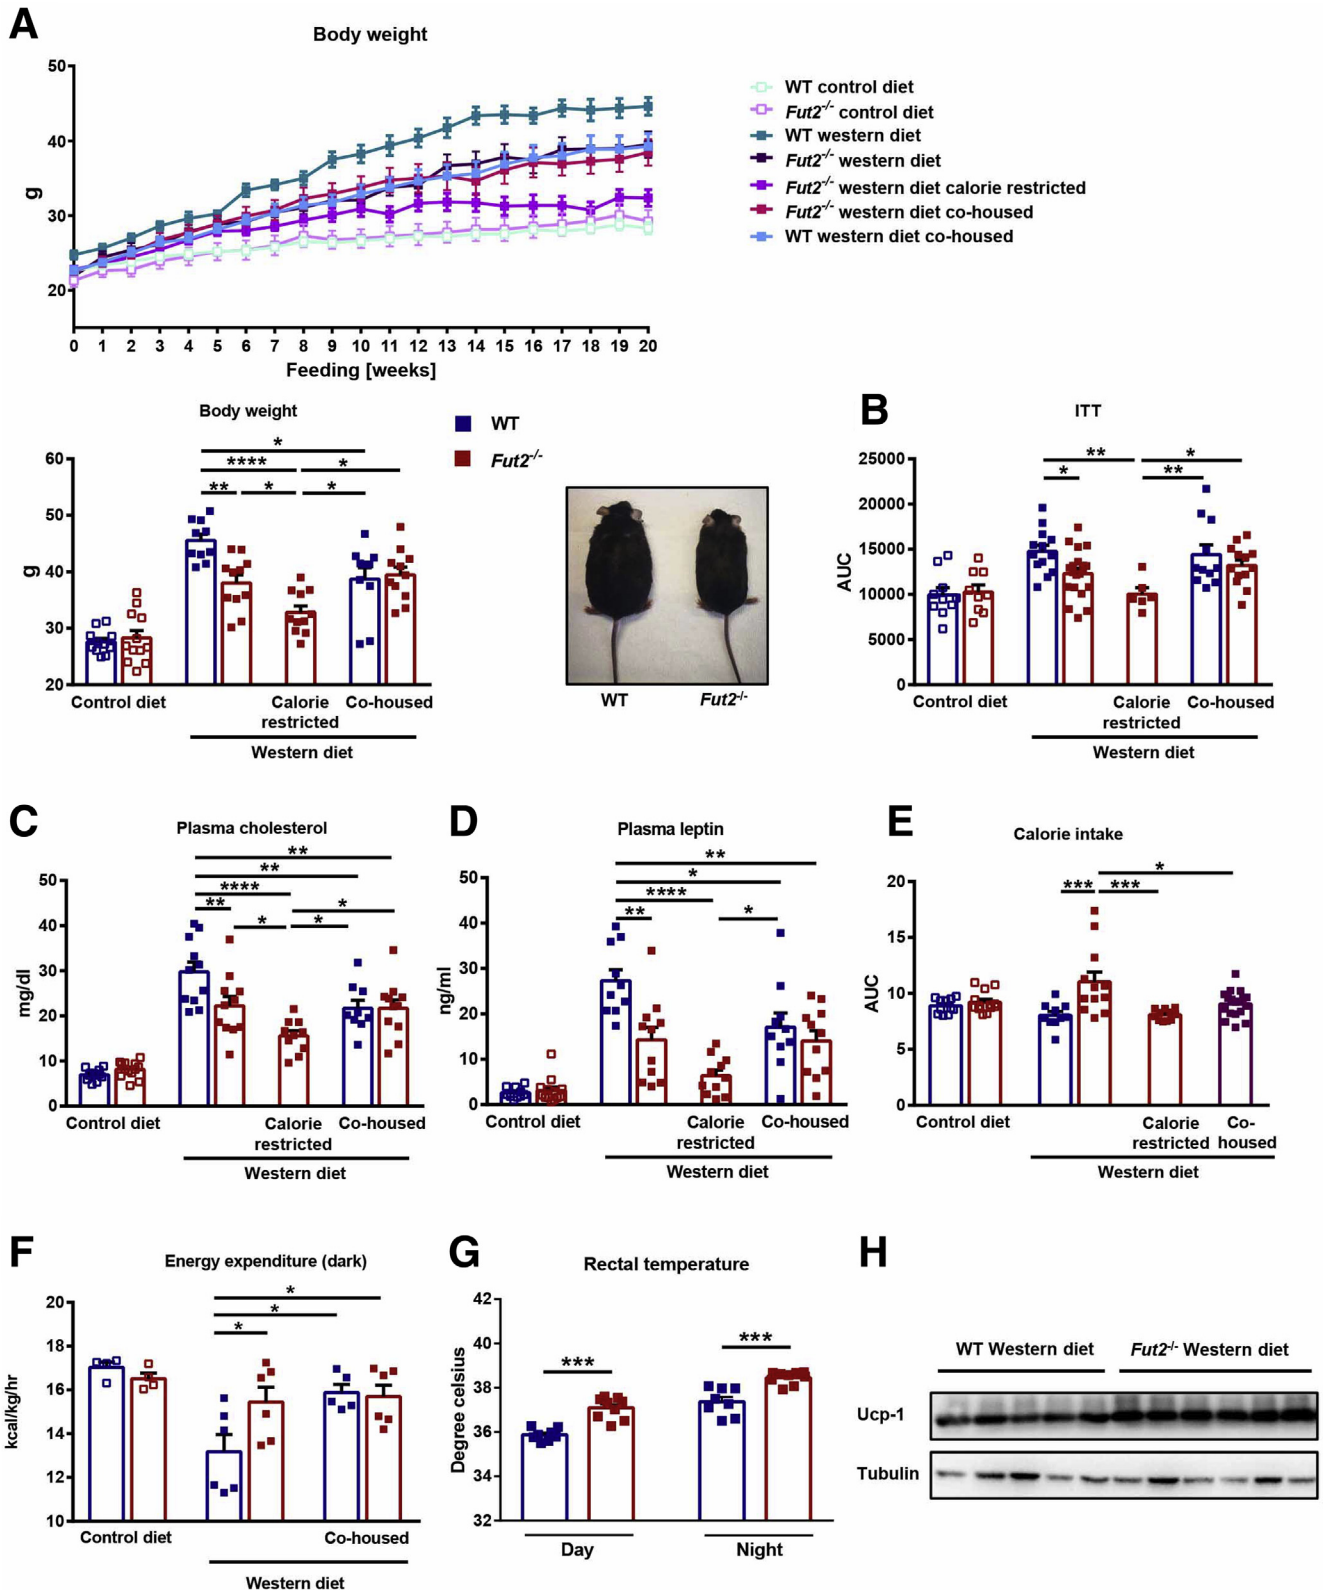 A
Body weight
50
40
30
20
g
0 1 2 3 4 5 6 7 8 9 10 11 12 13 14 15 16 17 18 19 20
Feeding [weeks]
WT control diet
Fut2-/- control diet
WT western diet
Fut2-/- western diet
Fut2-/- western diet calorie restricted
Fut2-/- western diet co-housed
WT western diet co-housed
Body weight
WT
Fut2-/-
*
**** *
** * *
60
50
40
30
20
g
Control diet
Calorie
restricted
Co-housed
Western diet
WT Fut2-/-
B
ITT
** *
* **
25000
20000
15000
10000
5000
0
AUC
Control diet
Calorie
restricted
Co-housed
Western diet
C
Plasma cholesterol
**
**
****
** *
* *
50
40
30
20
10
0
mg/dl
Control diet
Calorie
restricted
Co-housed
Western diet
D
Plasma leptin
**
*
****
** *
50
40
30
20
10
0
ng/ml
Control diet
Calorie
restricted
Co-housed
Western diet
E
Calorie intake
*
*** ***
20
15
10
5
0
AUC
Control diet
Calorie
restricted
Co-
housed
Western diet
F
Energy expenditure (dark)
*
*
*
20
18
16
14
12
10
kcal/kg/hr
Control diet
Co-housed
Western diet
G
Rectal temperature
***
***
42
40
38
36
34
32
Degree celsius
Day
Night
H
WT Western diet
Fut2-/- Western diet
Ucp-1
Tubulin